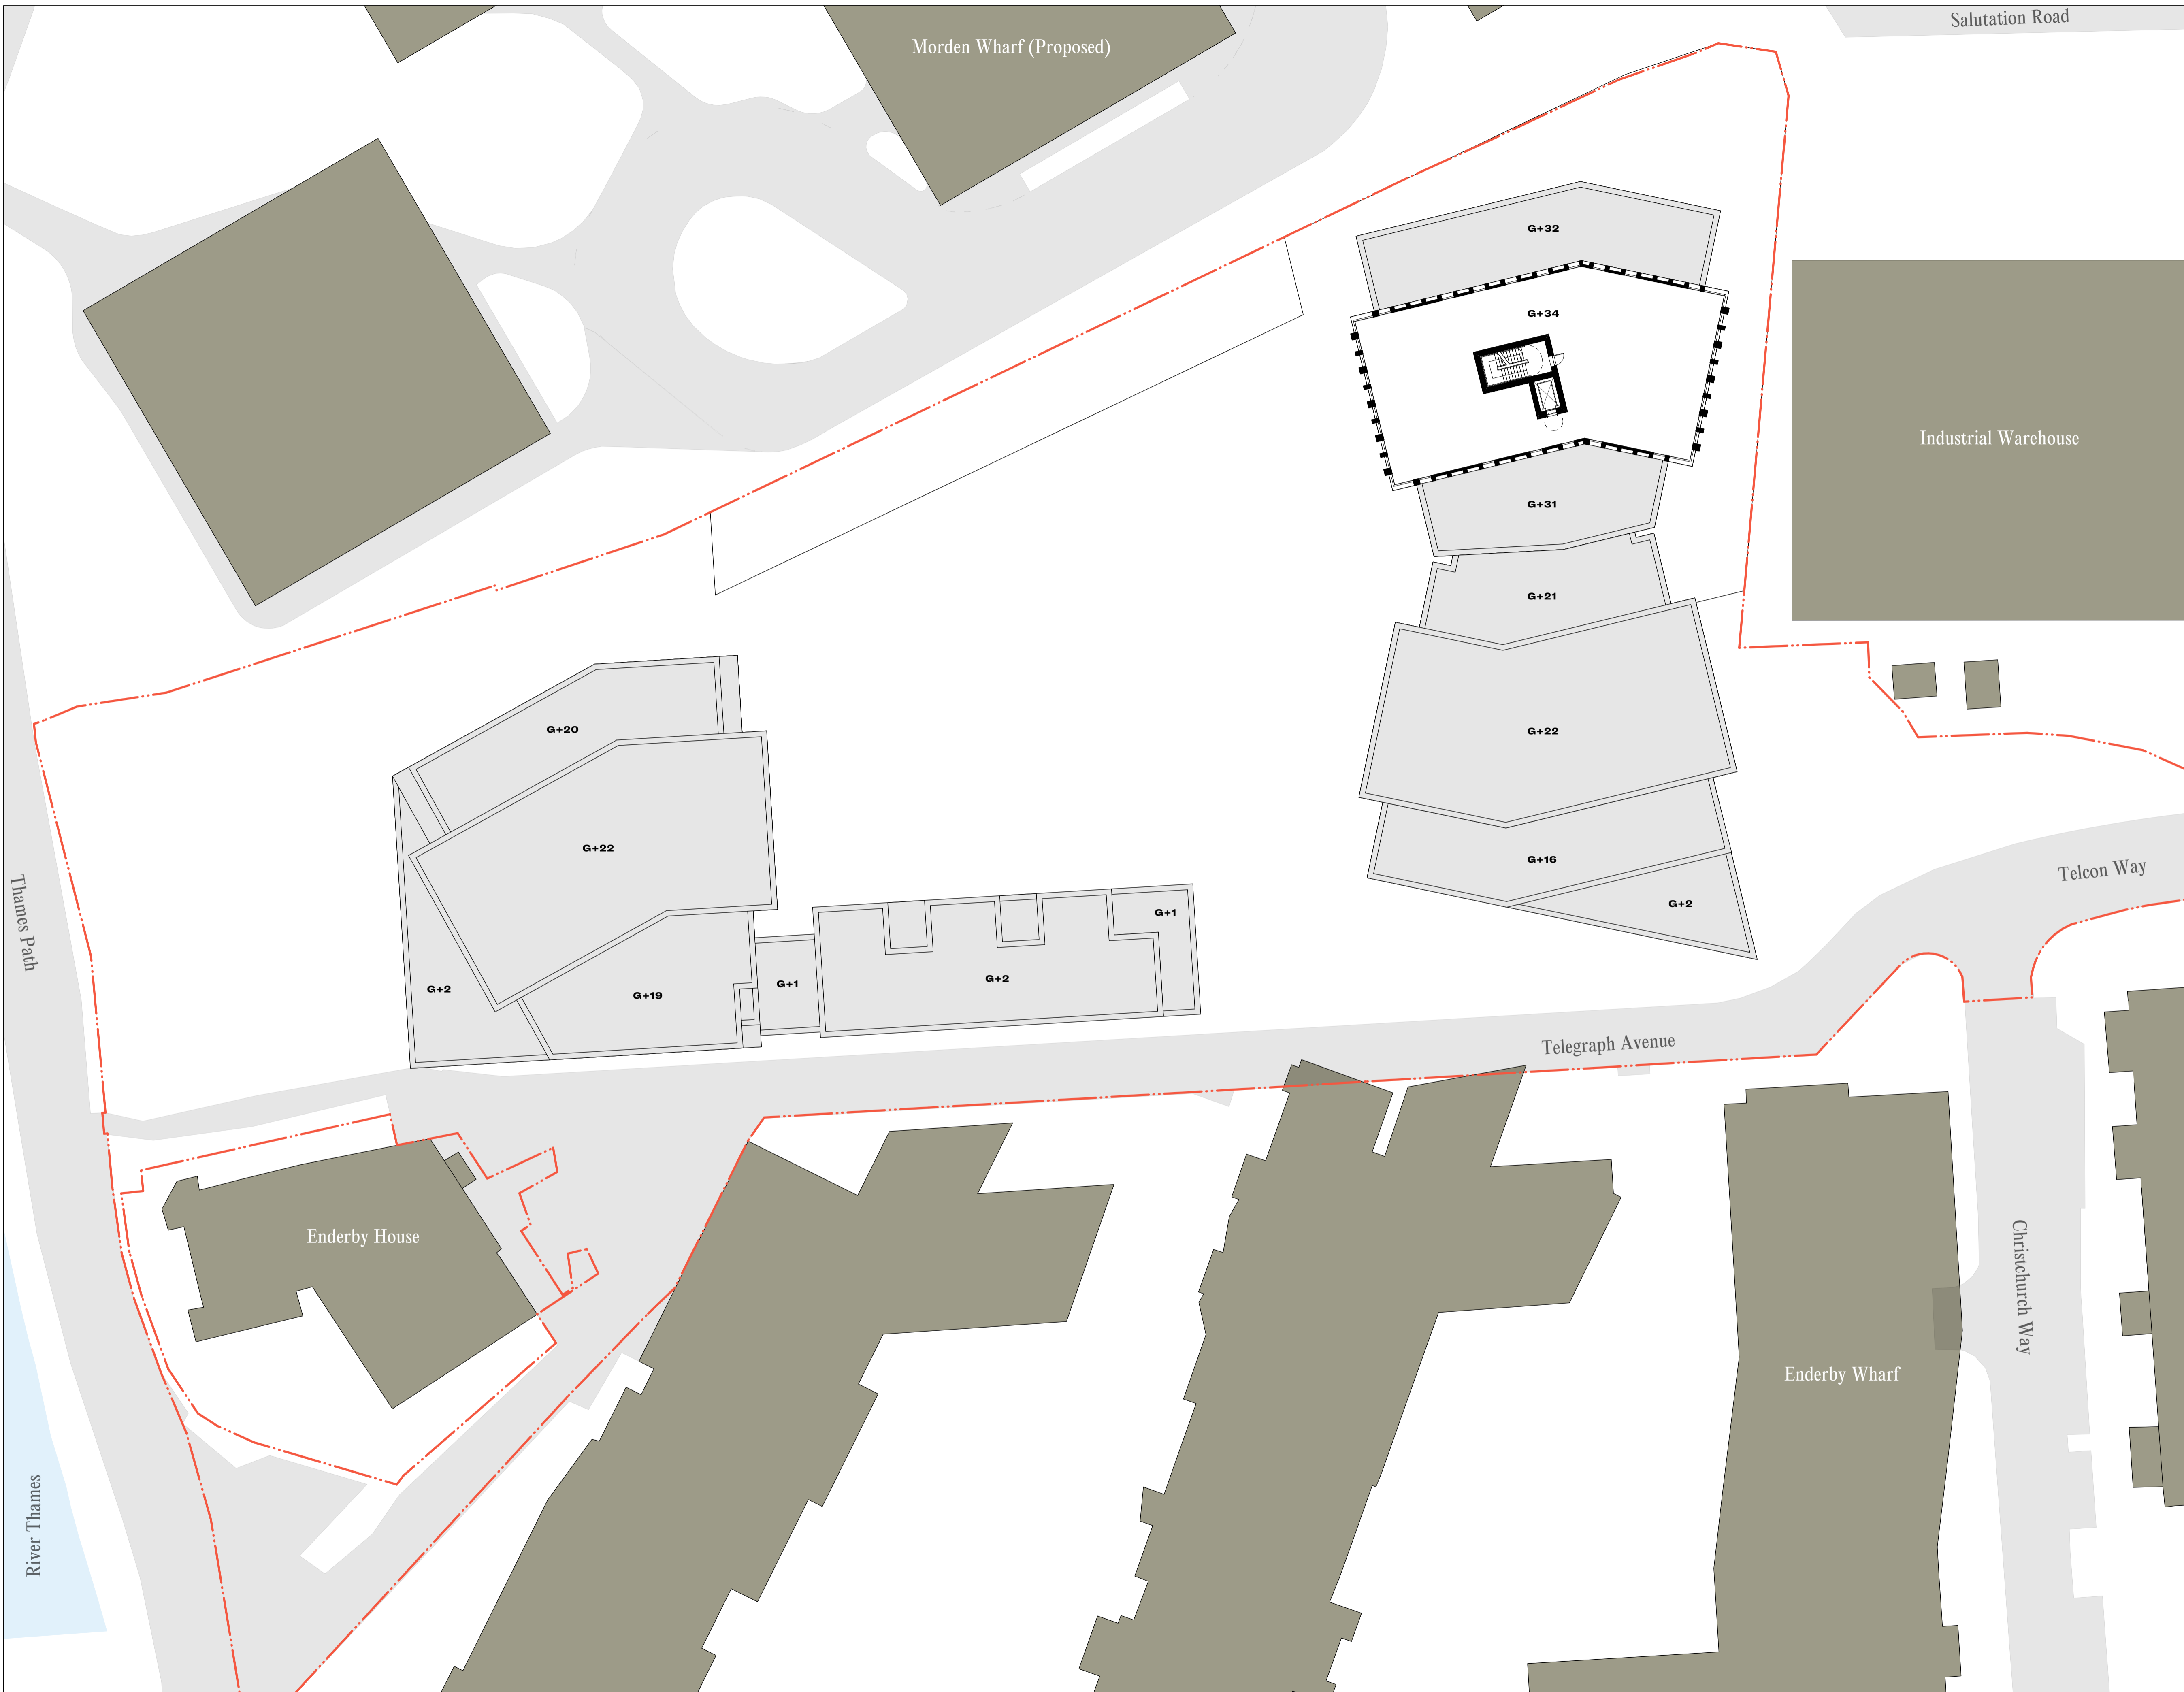 Salutation Road
Morden Wharf (Proposed)
G+32
G+34
Industrial Warehouse
G+31
G+21
G+20
G+22
G+22
G+16
Telcon Way
G+2
G+1
Thames Path
G+2
G+19
G+1
G+2
Telegraph Avenue
Enderby House
Christchurch Way
Enderby Wharf
River Thames